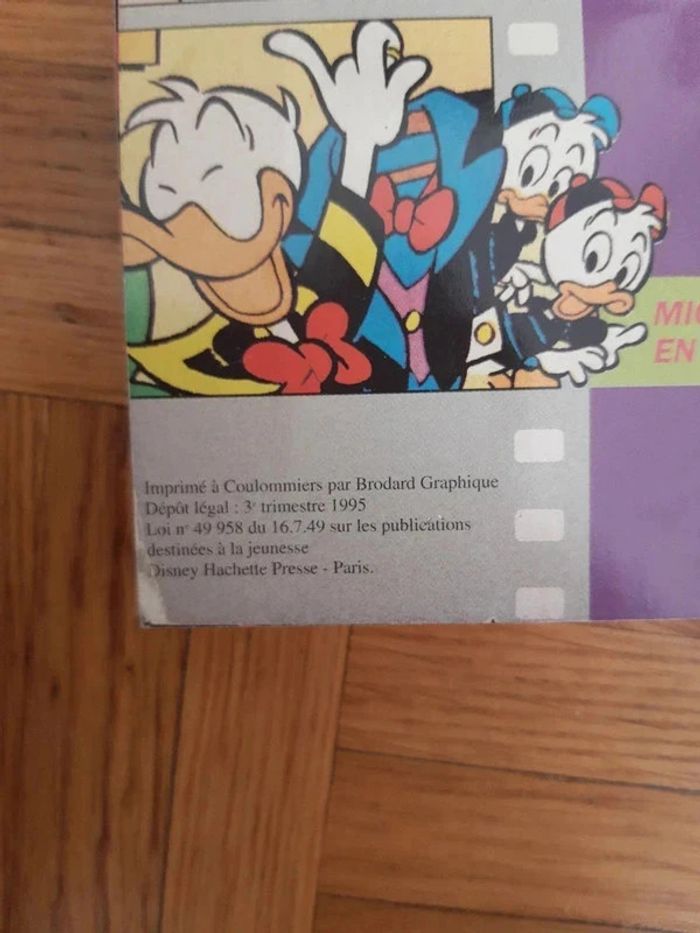 EN
Imprimé à Coulommiers par Brodard Graphique
Dépôt légal : 3e trimestre 1995
Loi n° 49 958 du 16.7.49 sur les publications
destinées à la jeunesse
Disney Hachette Presse - Paris.